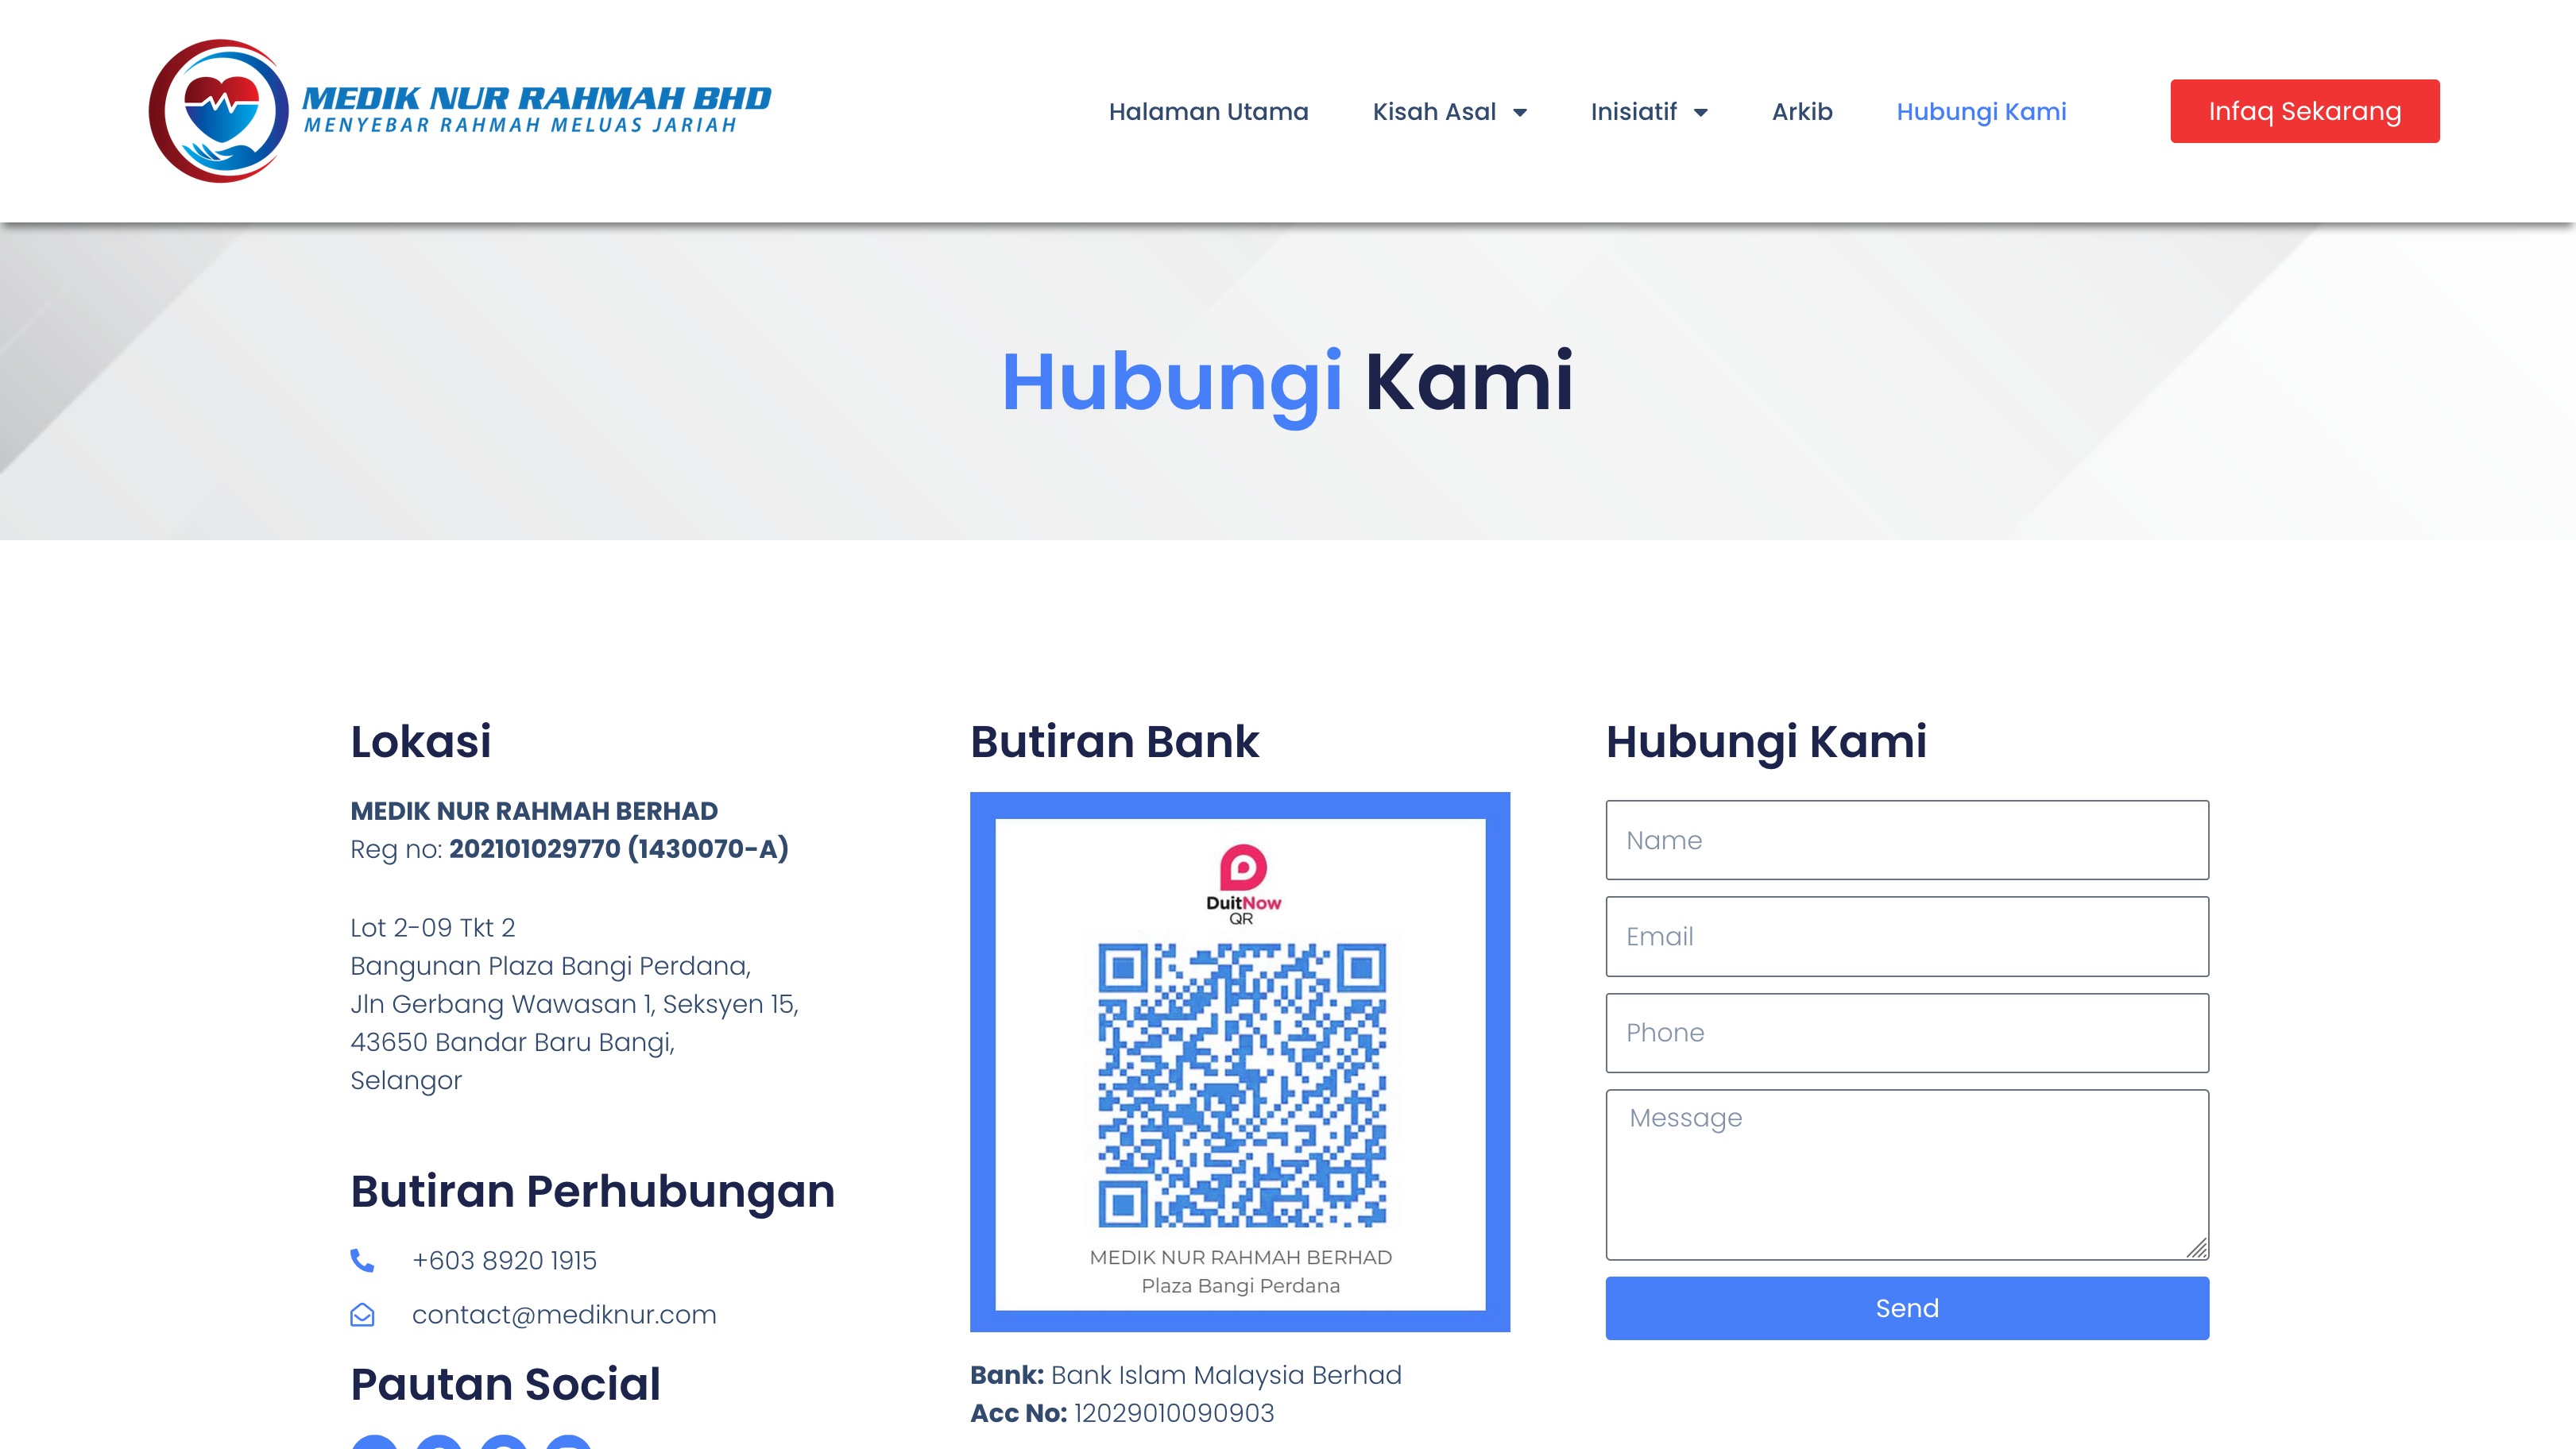 MEDIK NUR RAHMAH BHD
MENYEBAR RAHMAH MELUAS JARIAH
Halaman Utama
Kisah Asal
Inisiatif
Arkib
Hubungi Kami
Infaq Sekarang
Hubungi Kami
Lokasi
MEDIK NUR RAHMAH BERHAD
Reg no: 202101029770 (1430070-A)
Lot 2-09 Tkt 2
Bangunan Plaza Bangi Perdana,
Jln Gerbang Wawasan 1, Seksyen 15,
43650 Bandar Baru Bangi,
Selangor
Butiran Perhubungan
+603 8920 1915
contact@mediknur.com
Pautan Social
Butiran Bank
DuitNow
QR
MEDIK NUR RAHMAH BERHAD
Plaza Bangi Perdana
Bank: Bank Islam Malaysia Berhad
Acc No: 12029010090903
Hubungi Kami
Name
Email
Phone
Message
Send